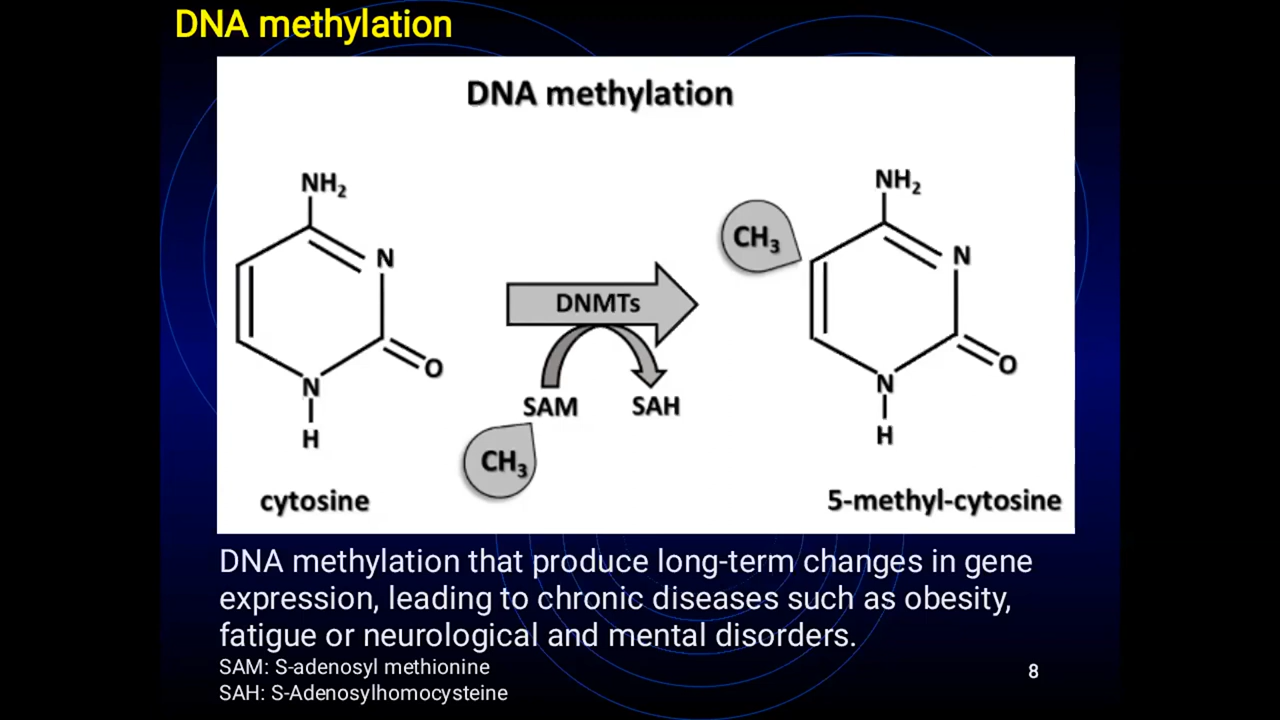 DNA methylation
DNA methylation
NH₂
N
O
N
H
cytosine
DNMTs
SAM
SAH
CH₃
CH₃
NH₂
N
O
N
H
5-methyl-cytosine
DNA methylation that produce long-term changes in gene
expression, leading to chronic diseases such as obesity,
fatigue or neurological and mental disorders.
SAM: S-adenosyl methionine
SAH: S-Adenosylhomocysteine
8